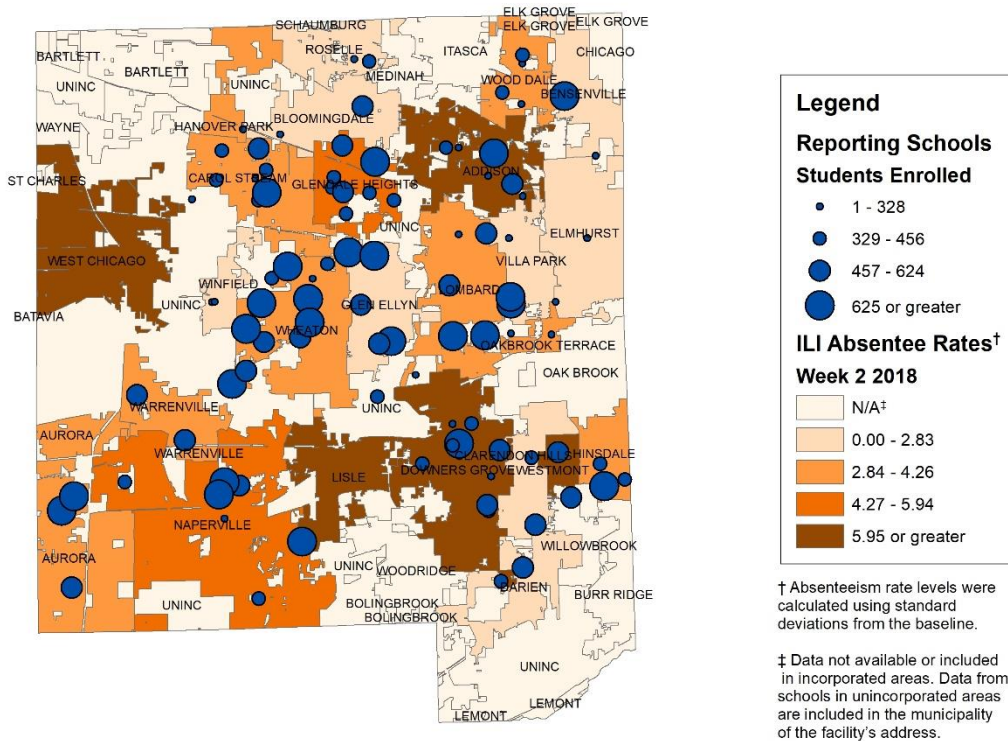 ELK GROVE
ELK GROVE
ELK GROVE
SCHAUMBURG
ROSELLE
ITASCA
CHICAGO
BARTLETT
BARTLETT
MEDINAH
UNINC
WOOD DALE
BENSENVILLE
BLOOMINGDALE
WAYNE
HANOVER PARK
ADDISON
ST CHARLES
CAROL STREAM
GLENDALE HEIGHTS
UNINC
ELMHURST
WEST CHICAGO
VILLA PARK
WINFIELD
LOMBARD
UNINC
GLEN ELLYN
BATAVIA
WHEATON
OAKBROOK TERRACE
OAK BROOK
UNINC
WARRENVILLE
AURORA
WARRENVILLE
CLARENDON HILLS
HINSDALE
LISLE
DOWNERS GROVE
WESTMONT
NAPERVILLE
WILLOWBROOK
AURORA
UNINC
WOODRIDGE
DARIEN
BURR RIDGE
UNINC
BOLINGBROOK
BOLINGBROOK
UNINC
LEMONT
LEMONT
Legend
Reporting Schools
Students Enrolled
1 - 328
329 - 456
457 - 624
625 or greater
ILI Absentee Rates†
Week 2 2018
N/A‡
0.00 - 2.83
2.84 - 4.26
4.27 - 5.94
5.95 or greater
† Absenteeism rate levels were
calculated using standard
deviations from the baseline.
‡ Data not available or included
in incorporated areas. Data from
schools in unincorporated areas
are included in the municipality
of the facility's address.